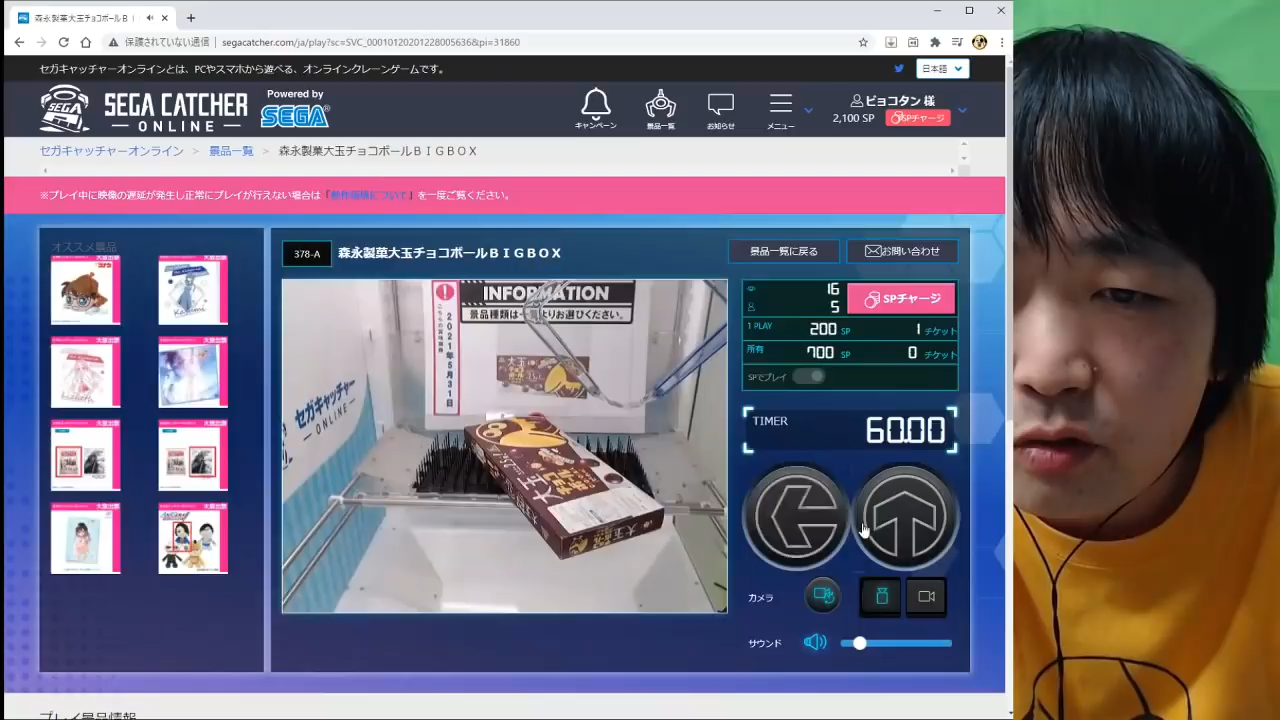 森永製菓大玉チョコボールＢＩ
保護されていない通信 | segacatcher.com/ja/play?sc=SVC_00010120201228005636&pi=31860
セガキャッチャーオンラインとは、PCやスマホから遊べる、オンラインクレーンゲームです。
日本語
SEGA
SEGA CATCHER
ONLINE
Powered by
SEGA
キャンペーン
景品一覧
お知らせ
メニュー
ピョコタン 様
2,100 SP
SPチャージ
セガキャッチャーオンライン > 景品一覧 > 森永製菓大玉チョコボールＢＩＧＢＯＸ
※プレイ中に映像の遅延が発生し正常にプレイが行えない場合は「動作環境について」を一度ご覧ください。
オススメ景品
378-A
森永製菓大玉チョコボールＢＩＧＢＯＸ
景品一覧に戻る
お問い合わせ
INFORMATION
景品種類は一覧よりお選びください。
2021年5月31日
セガキャッチャー
ONLINE
大玉
16
5
SPチャージ
1 PLAY 200 SP 1 チケット
所有 700 SP 0 チケット
SPでプレイ
TIMER
60.00
カメラ
サウンド
プレイ景品情報